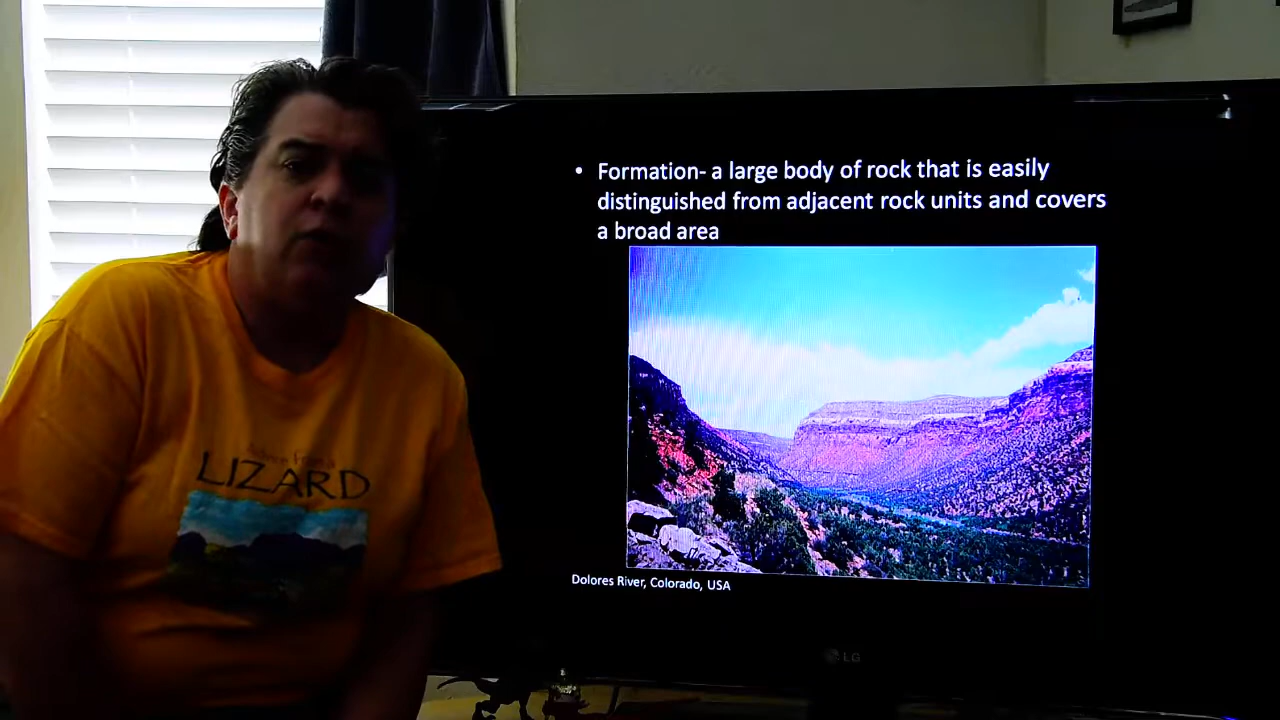 • Formation- a large body of rock that is easily
distinguished from adjacent rock units and covers
a broad area
LIZARD
Dolores River, Colorado, USA
LG